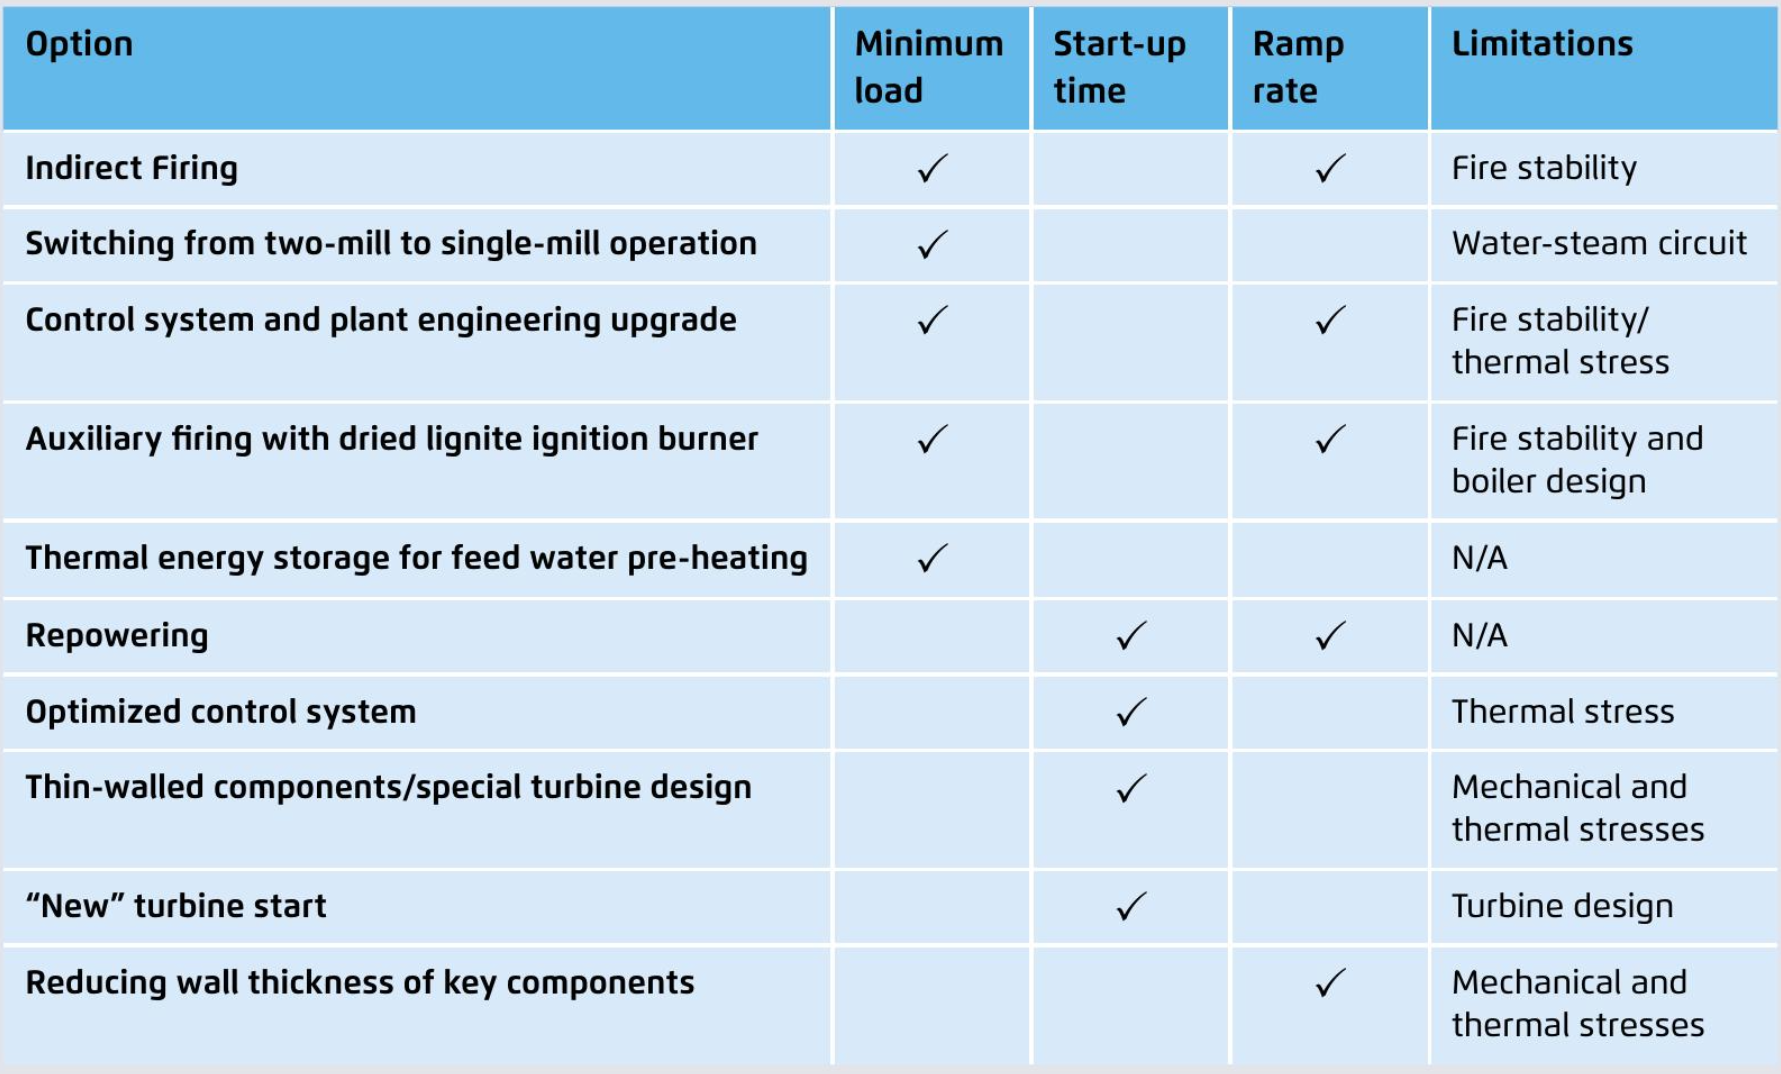 Option Minimum load Start-up time Ramp rate Limitations
Indirect Firing ✓ ✓ Fire stability
Switching from two-mill to single-mill operation ✓ Water-steam circuit
Control system and plant engineering upgrade ✓ ✓ Fire stability/
thermal stress
Auxiliary firing with dried lignite ignition burner ✓ ✓ Fire stability and
boiler design
Thermal energy storage for feed water pre-heating ✓ N/A
Repowering ✓ ✓ N/A
Optimized control system ✓ Thermal stress
Thin-walled components/special turbine design ✓ Mechanical and
thermal stresses
“New” turbine start ✓ Turbine design
Reducing wall thickness of key components ✓ Mechanical and
thermal stresses